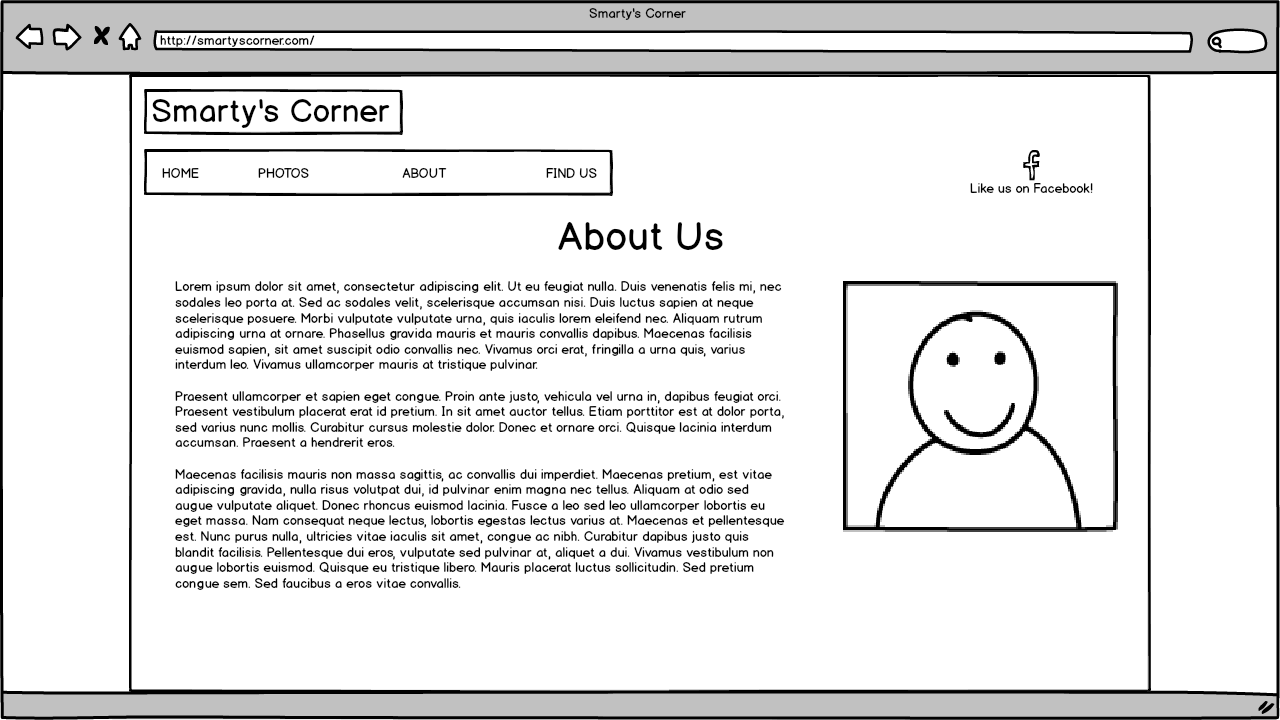 Smarty's Corner
http://smartyscorner.com/
Smarty's Corner
HOME PHOTOS ABOUT FIND US
Like us on Facebook!
About Us
Lorem ipsum dolor sit amet, consectetur adipiscing elit. Ut eu feugiat nulla. Duis venenatis felis mi, nec
sodales leo porta at. Sed ac sodales velit, scelerisque accumsan nisi. Duis luctus sapien at neque
scelerisque posuere. Morbi vulputate vulputate urna, quis iaculis lorem eleifend nec. Aliquam rutrum
adipiscing urna at ornare. Phasellus gravida mauris et mauris convallis dapibus. Maecenas facilisis
euismod sapien, sit amet suscipit odio convallis nec. Vivamus orci erat, fringilla a urna quis, varius
interdum leo. Vivamus ullamcorper mauris at tristique pulvinar.
Praesent ullamcorper et sapien eget congue. Proin ante justo, vehicula vel urna in, dapibus feugiat orci.
Praesent vestibulum placerat erat id pretium. In sit amet auctor tellus. Etiam porttitor est at dolor porta,
sed varius nunc mollis. Curabitur cursus molestie dolor. Donec et ornare orci. Quisque lacinia interdum
accumsan. Praesent a hendrerit eros.
Maecenas facilisis mauris non massa sagittis, ac convallis dui imperdiet. Maecenas pretium, est vitae
adipiscing gravida, nulla risus volutpat dui, id pulvinar enim magna nec tellus. Aliquam at odio sed
augue vulputate aliquet. Donec rhoncus euismod lacinia. Fusce a leo sed leo ullamcorper lobortis eu
eget massa. Nam consequat neque lectus, lobortis egestas lectus varius at. Maecenas et pellentesque
est. Nunc purus nulla, ultricies vitae iaculis sit amet, congue ac nibh. Curabitur dapibus justo quis
blandit facilisis. Pellentesque dui eros, vulputate sed pulvinar at, aliquet a dui. Vivamus vestibulum non
augue lobortis euismod. Quisque eu tristique libero. Mauris placerat luctus sollicitudin. Sed pretium
congue sem. Sed faucibus a eros vitae convallis.